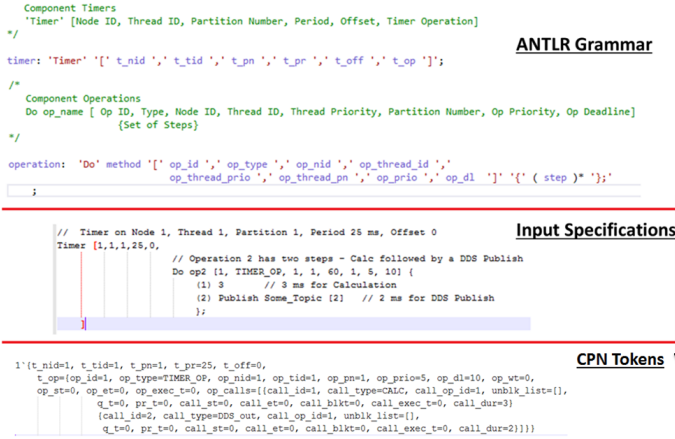 Component Timers
'Timer' [Node ID, Thread ID, Partition Number, Period, Offset, Timer Operation]
*/
ANTLR Grammar
timer: 'Timer' '[' t_nid ',' t_tid ',' t_pn ',' t_pr ',' t_off ',' t_op ']';
/*
Component Operations
Do op_name [ Op ID, Type, Node ID, Thread ID, Thread Priority, Partition Number, Op Priority, Op Deadline]
{Set of Steps}
*/
operation: 'Do' method '[' op_id ',' op_type ',' op_nid ',' op_thread_id ','
op_thread_prio ',' op_thread_pn ',' op_prio ',' op_dl ']' '{' ( step )* '};'
;
Input Specifications
// Timer on Node 1, Thread 1, Partition 1, Period 25 ms, Offset 0
Timer [1,1,1,25,0,
// Operation 2 has two steps - Calc followed by a DDS Publish
Do op2 [1, TIMER_OP, 1, 1, 60, 1, 5, 10] {
(1) 3 // 3 ms for Calculation
(2) Publish Some_Topic [2] // 2 ms for DDS Publish
};
]
CPN Tokens
1`{t_nid=1, t_tid=1, t_pn=1, t_pr=25, t_off=0,
t_op={op_id=1, op_type=TIMER_OP, op_nid=1, op_tid=1, op_pn=1, op_prio=5, op_dl=10, op_wt=0,
op_st=0, op_et=0, op_exec_t=0, op_calls=[{call_id=1, call_type=CALC, call_op_id=1, unblk_list=[],
q_t=0, pr_t=0, call_st=0, call_et=0, call_blkt=0, call_exec_t=0, call_dur=3}
{call_id=2, call_type=DDS_out, call_op_id=1, unblk_list=[],
q_t=0, pr_t=0, call_st=0, call_et=0, call_blkt=0, call_exec_t=0, call_dur=2}]}}